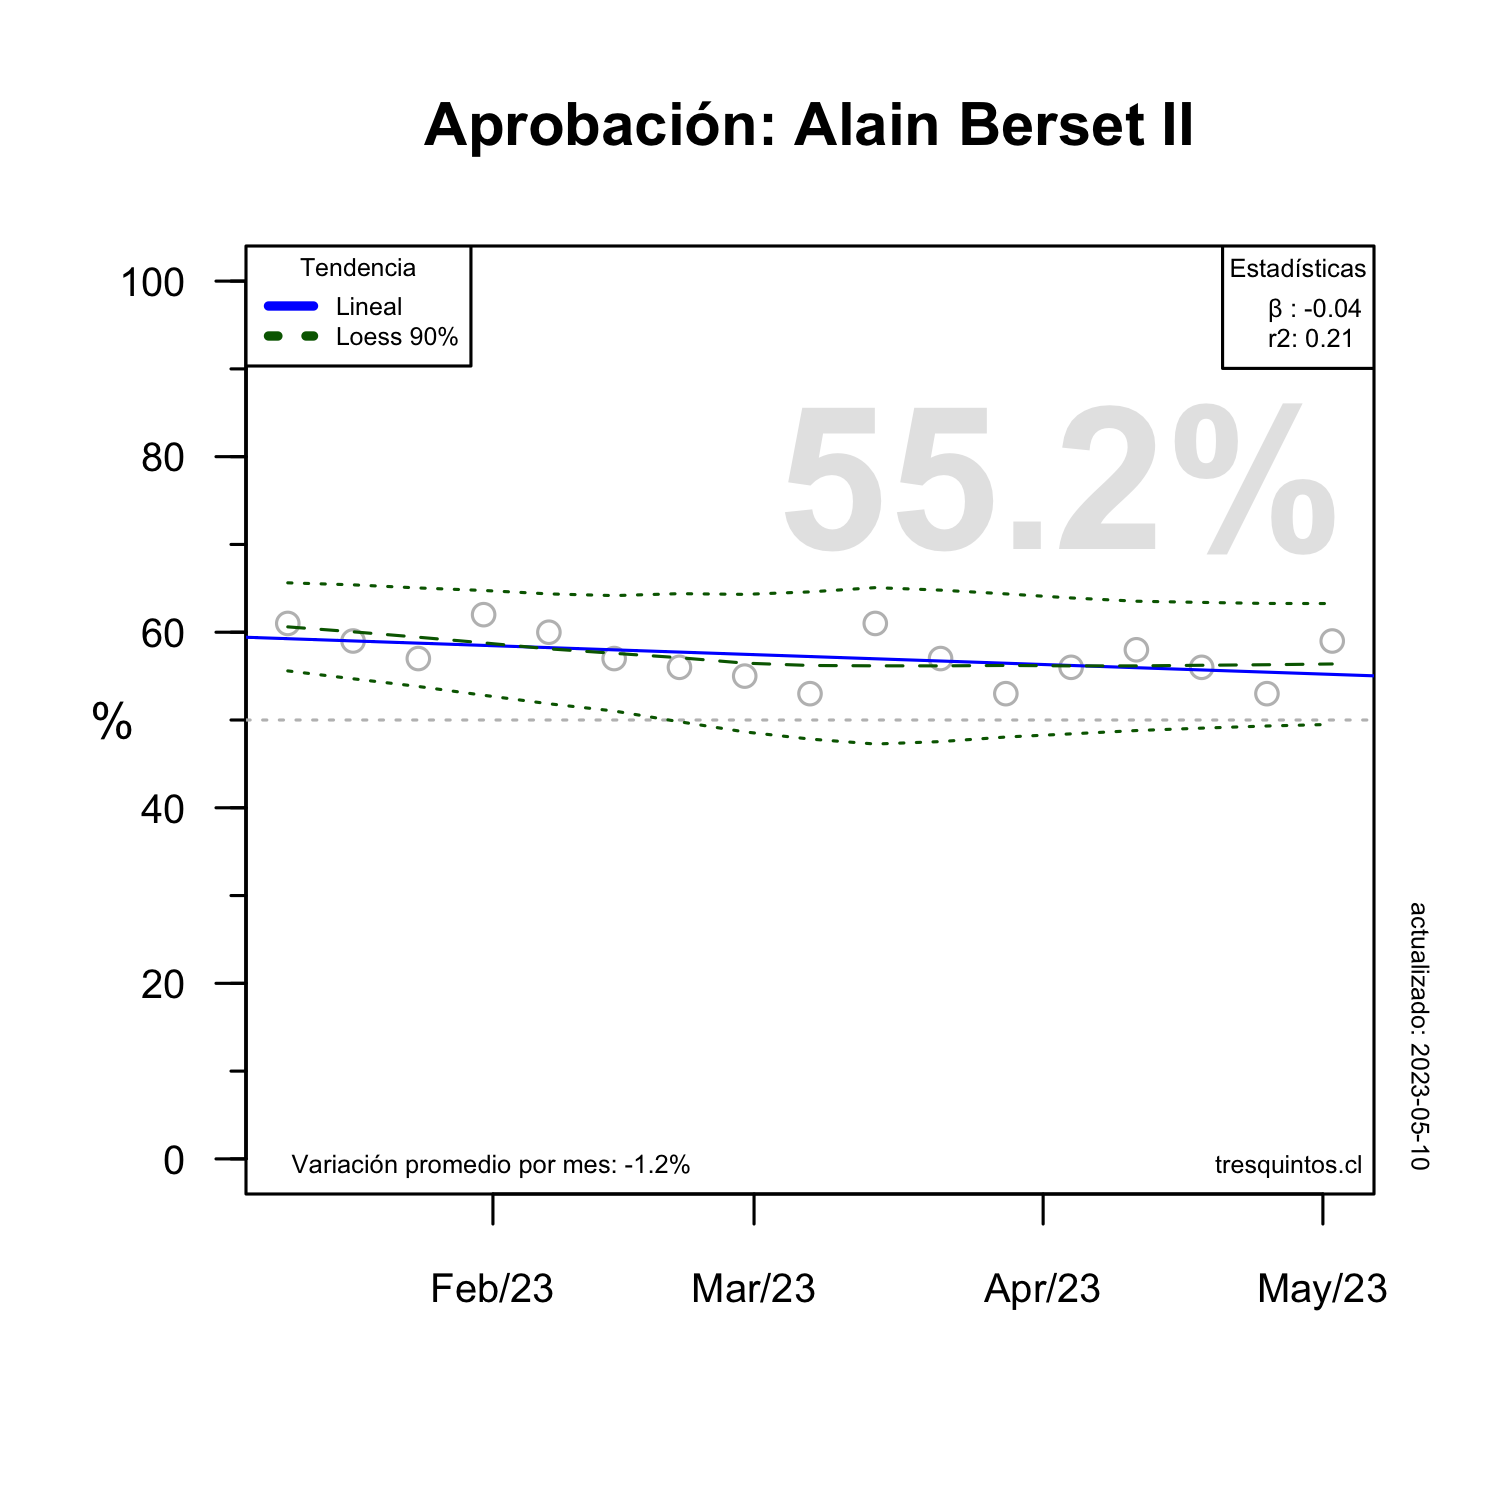 Aprobación: Alain Berset II
Tendencia
Lineal
Loess 90%
Estadísticas
β : -0.04
r2: 0.21
55.2%
100
80
60
40
20
0
%
Variación promedio por mes: -1.2%
tresquintos.cl
actualizado: 2023-05-10
Feb/23
Mar/23
Apr/23
May/23